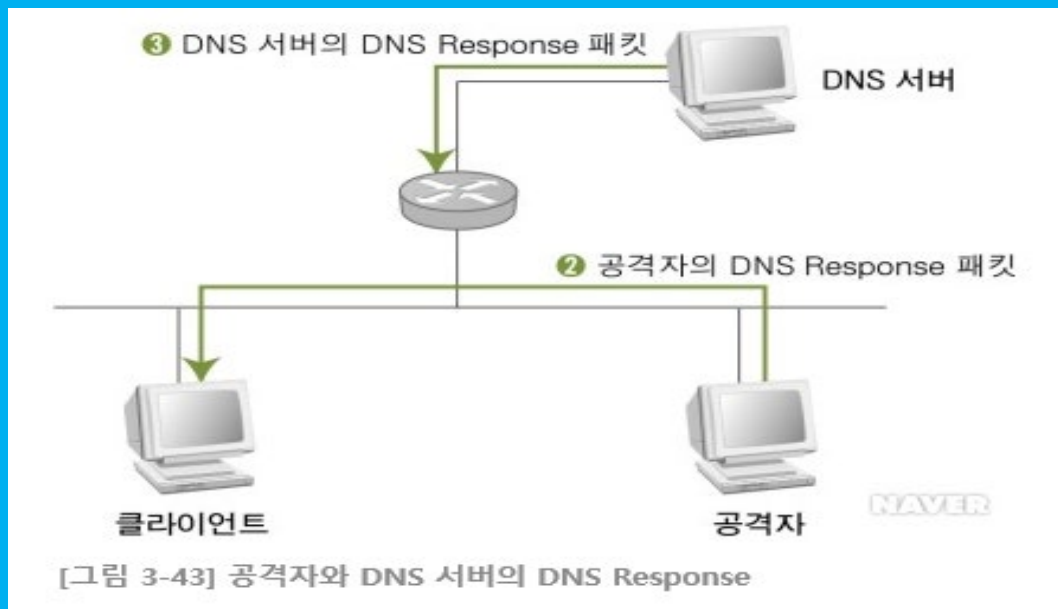 ❸ DNS 서버의 DNS Response 패킷
DNS 서버
❷ 공격자의 DNS Response 패킷
클라이언트
공격자
NAVER
[그림 3-43] 공격자와 DNS 서버의 DNS Response